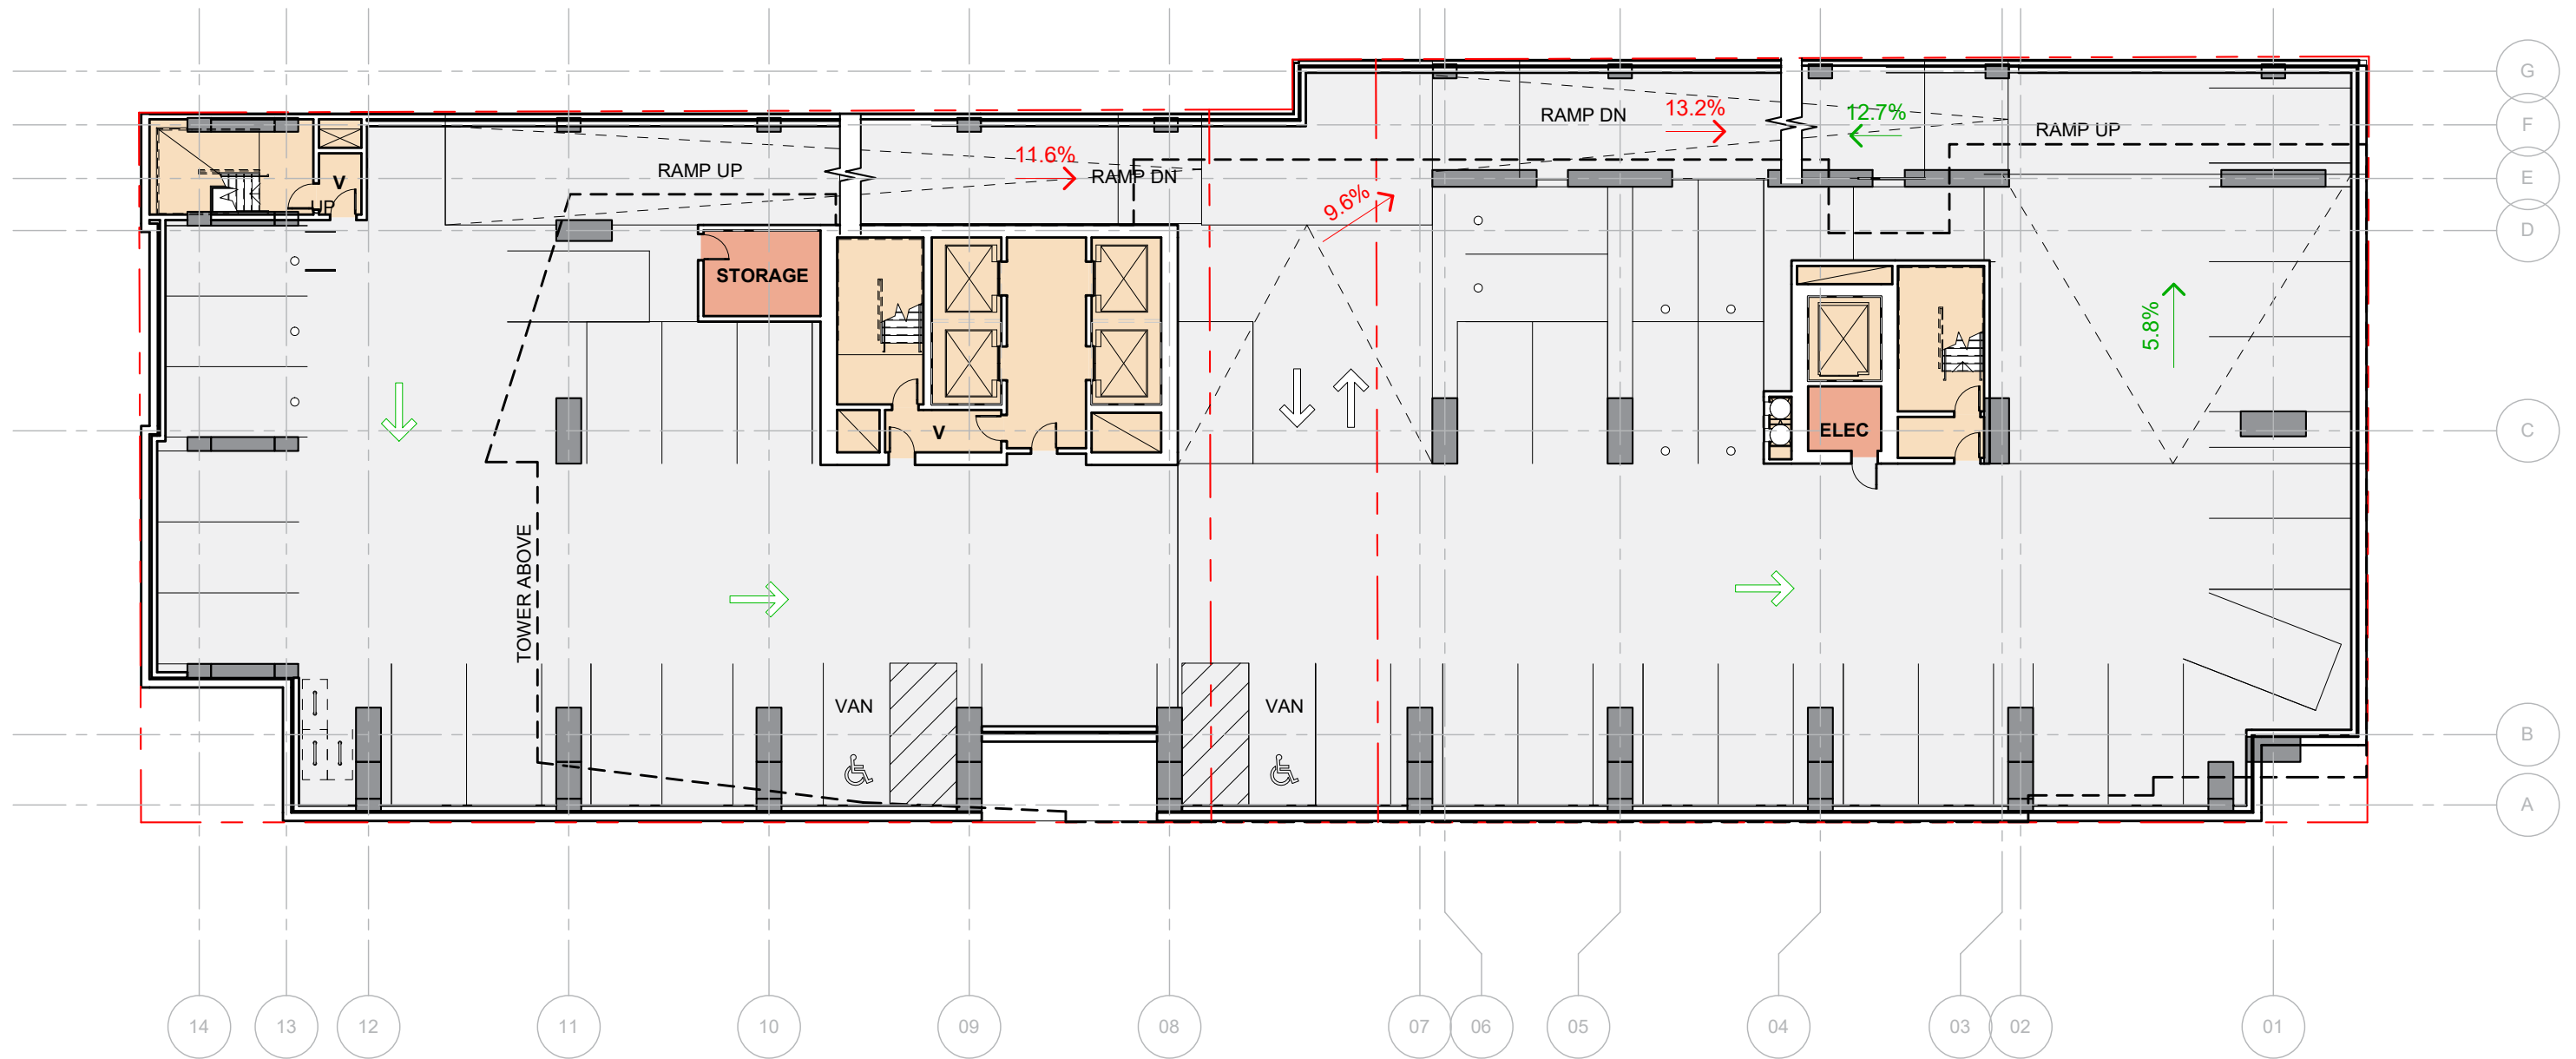 G
13.2%
12.7%
RAMP DN
F
RAMP UP
11.6%
RAMP UP
RAMP DN
E
V
UP
9.6%
D
STORAGE
5.8%
V
ELEC
C
TOWER ABOVE
VAN
VAN
B
A
14
13
12
11
10
09
08
07
06
05
04
03
02
01